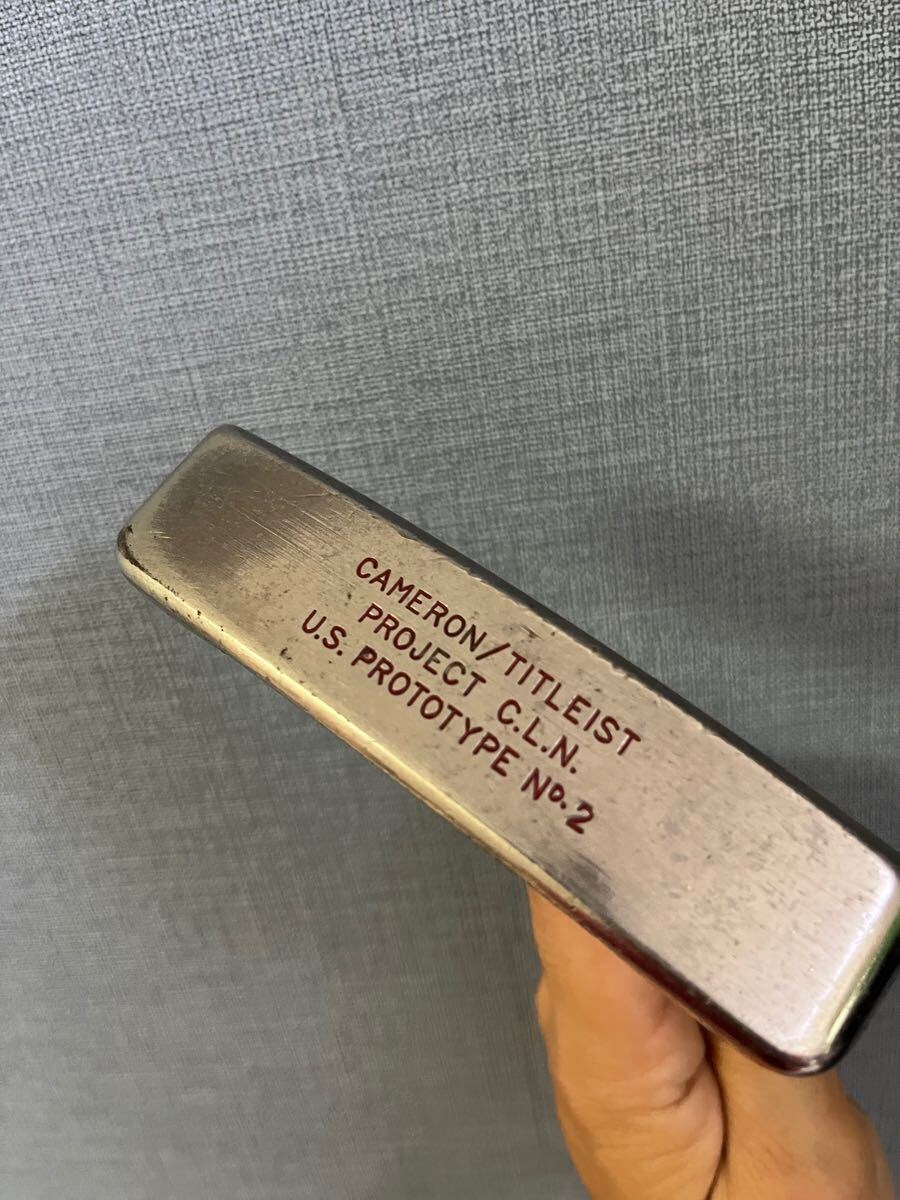 CAMERON/TITLEIST
PROJECT C.L.N.
U.S. PROTOTYPE No. 2